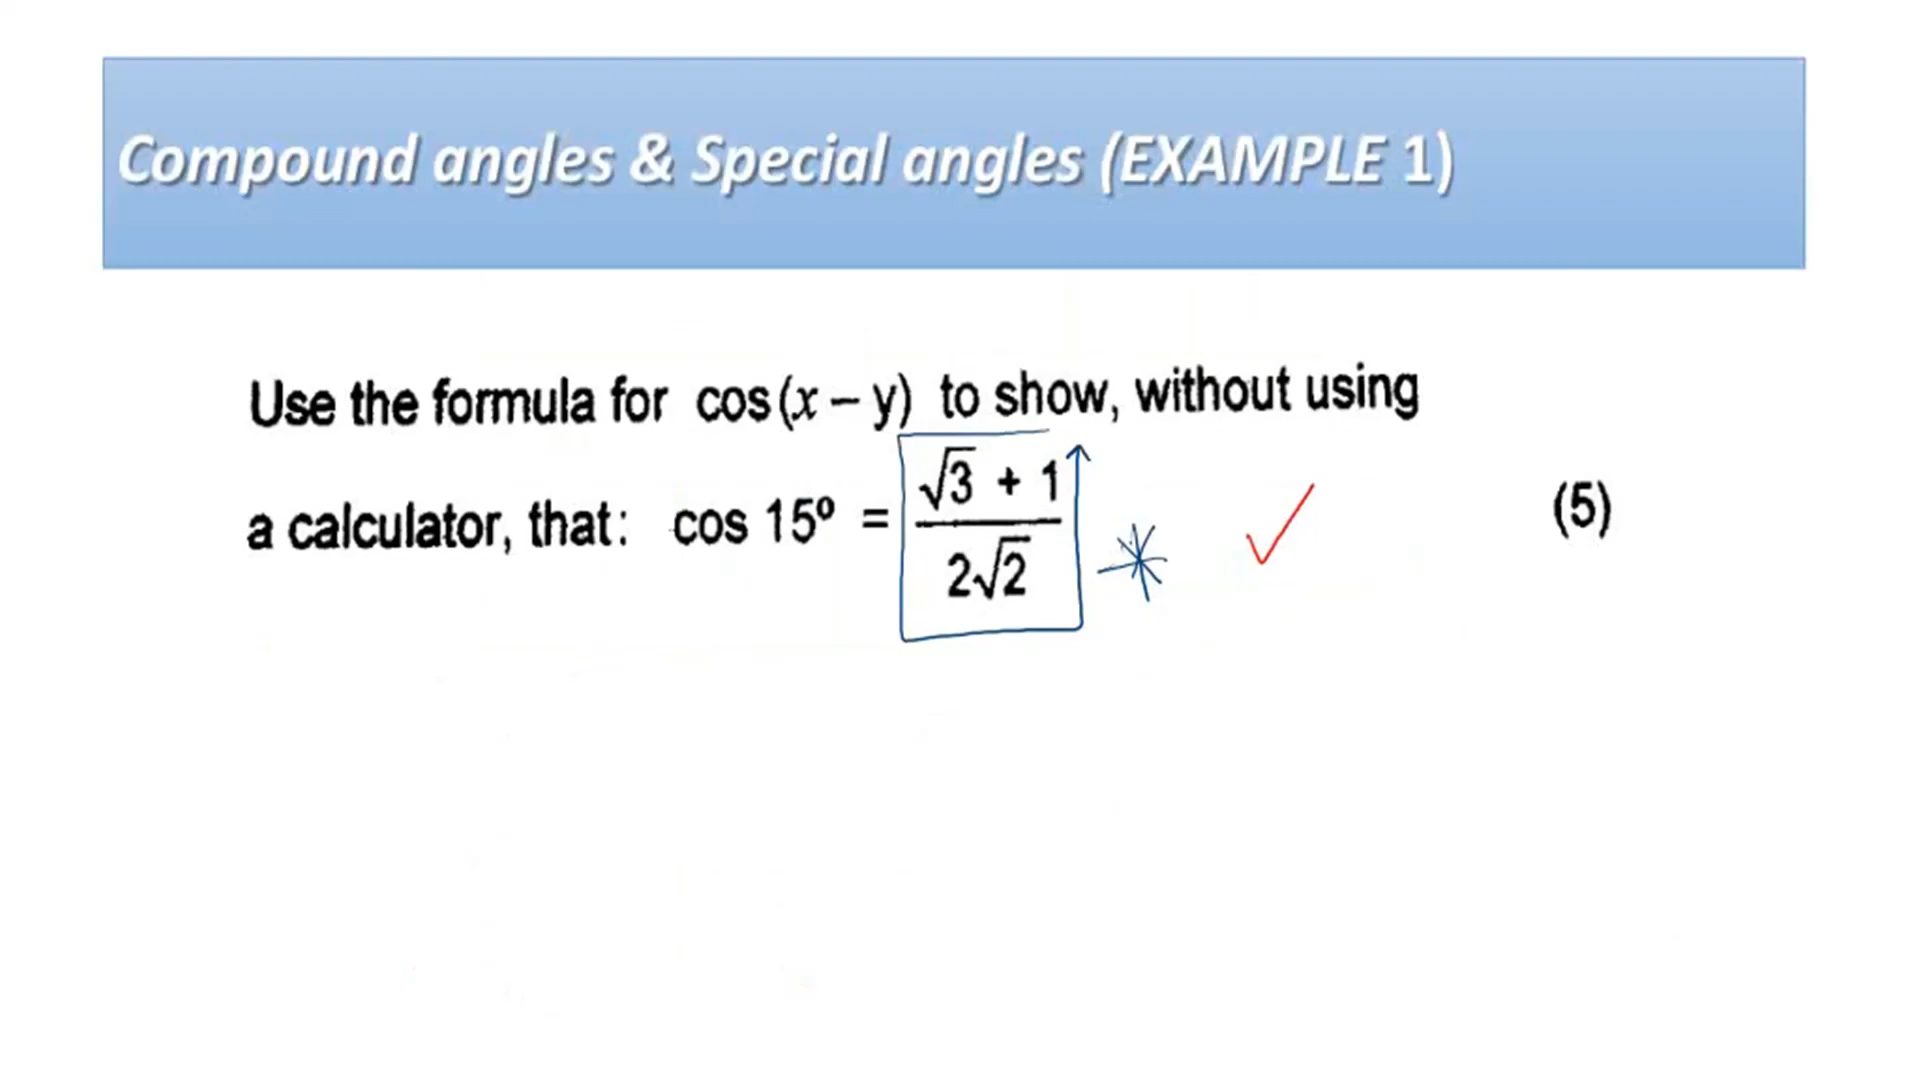 Compound angles & Special angles (EXAMPLE 1)
Use the formula for cos(x – y) to show, without using
a calculator, that: cos 15º = (√3 + 1)/(2√2) (5)